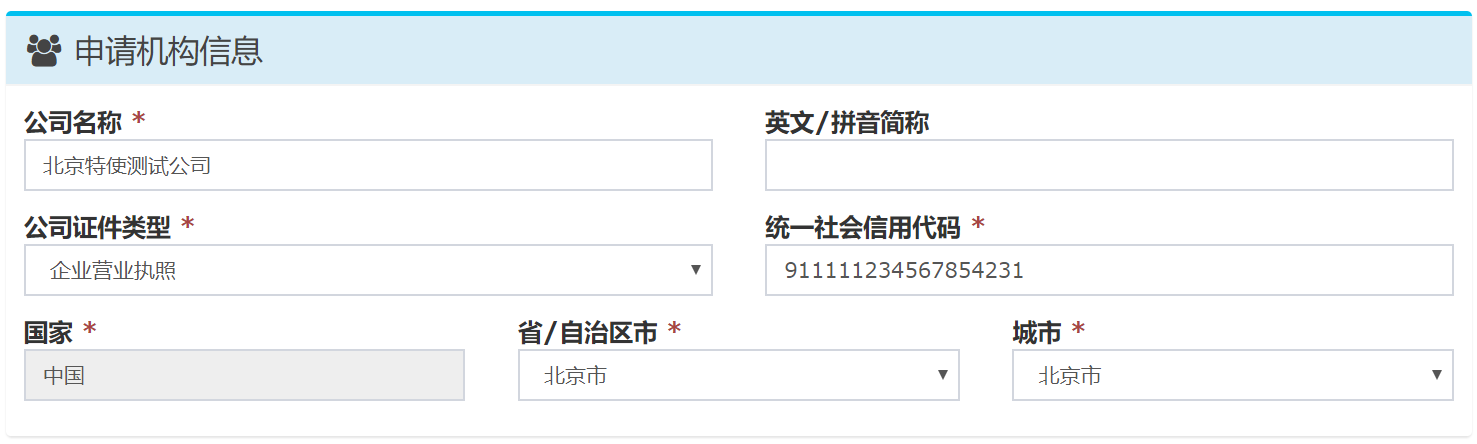 申请机构信息
公司名称 * 英文/拼音简称
北京特使测试公司
公司证件类型 * 统一社会信用代码 *
企业营业执照 911111234567854231
国家 * 省/自治区市 * 城市 *
中国 北京市 北京市